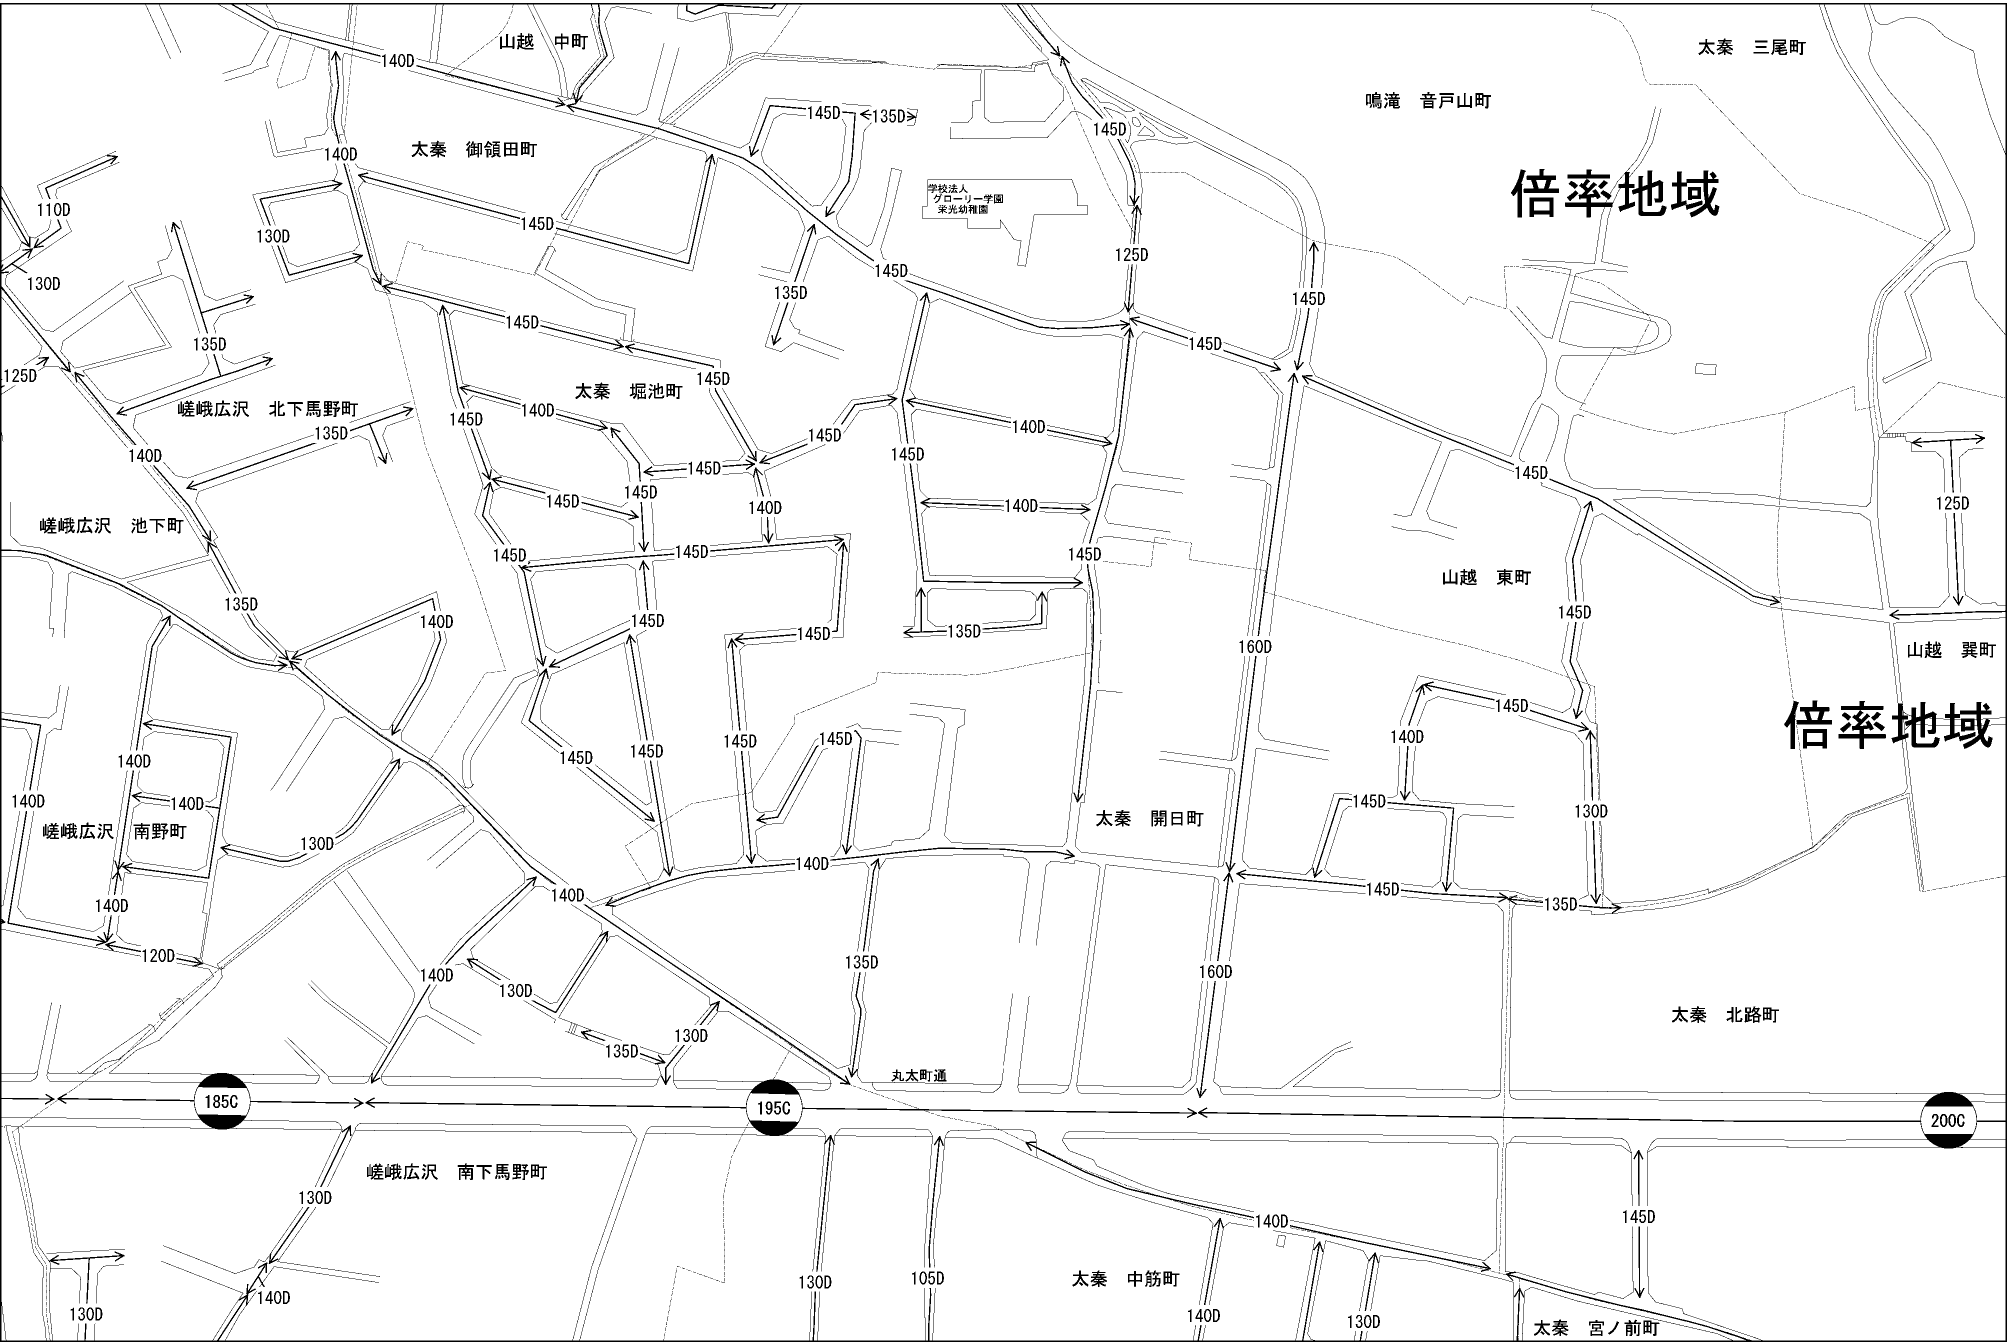 山越　中町
太秦　三尾町
140D
鳴滝　音戸山町
145D
135D
145D
太秦　御領田町
140D
倍率地域
学校法人
グローリー学園
栄光幼稚園
110D
130D
145D
125D
145D
130D
135D
145D
145D
145D
135D
125D
145D
145D
太秦　堀池町
嵯峨広沢　北下馬野町
140D
145D
140D
135D
145D
140D
145D
145D
145D
145D
145D
140D
140D
125D
嵯峨広沢　池下町
145D
145D
145D
山越　東町
135D
140D
145D
145D
145D
135D
160D
山越　巽町
145D
倍率地域
140D
145D
145D
145D
145D
140D
140D
140D
145D
130D
太秦　開日町
嵯峨広沢　南野町
130D
140D
145D
140D
140D
135D
120D
140D
135D
160D
130D
太秦　北路町
130D
135D
丸太町通
185C
195C
200C
嵯峨広沢　南下馬野町
130D
140D
145D
130D
105D
太秦　中筋町
140D
130D
140D
130D
太秦　宮ノ前町